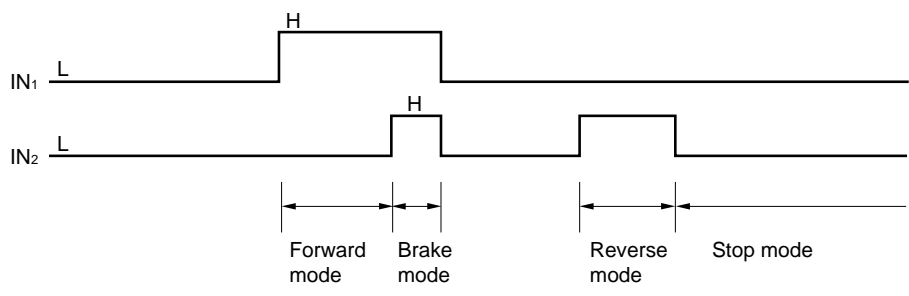 H
L
IN₁
H
L
IN₂
Forward mode
Brake mode
Reverse mode
Stop mode